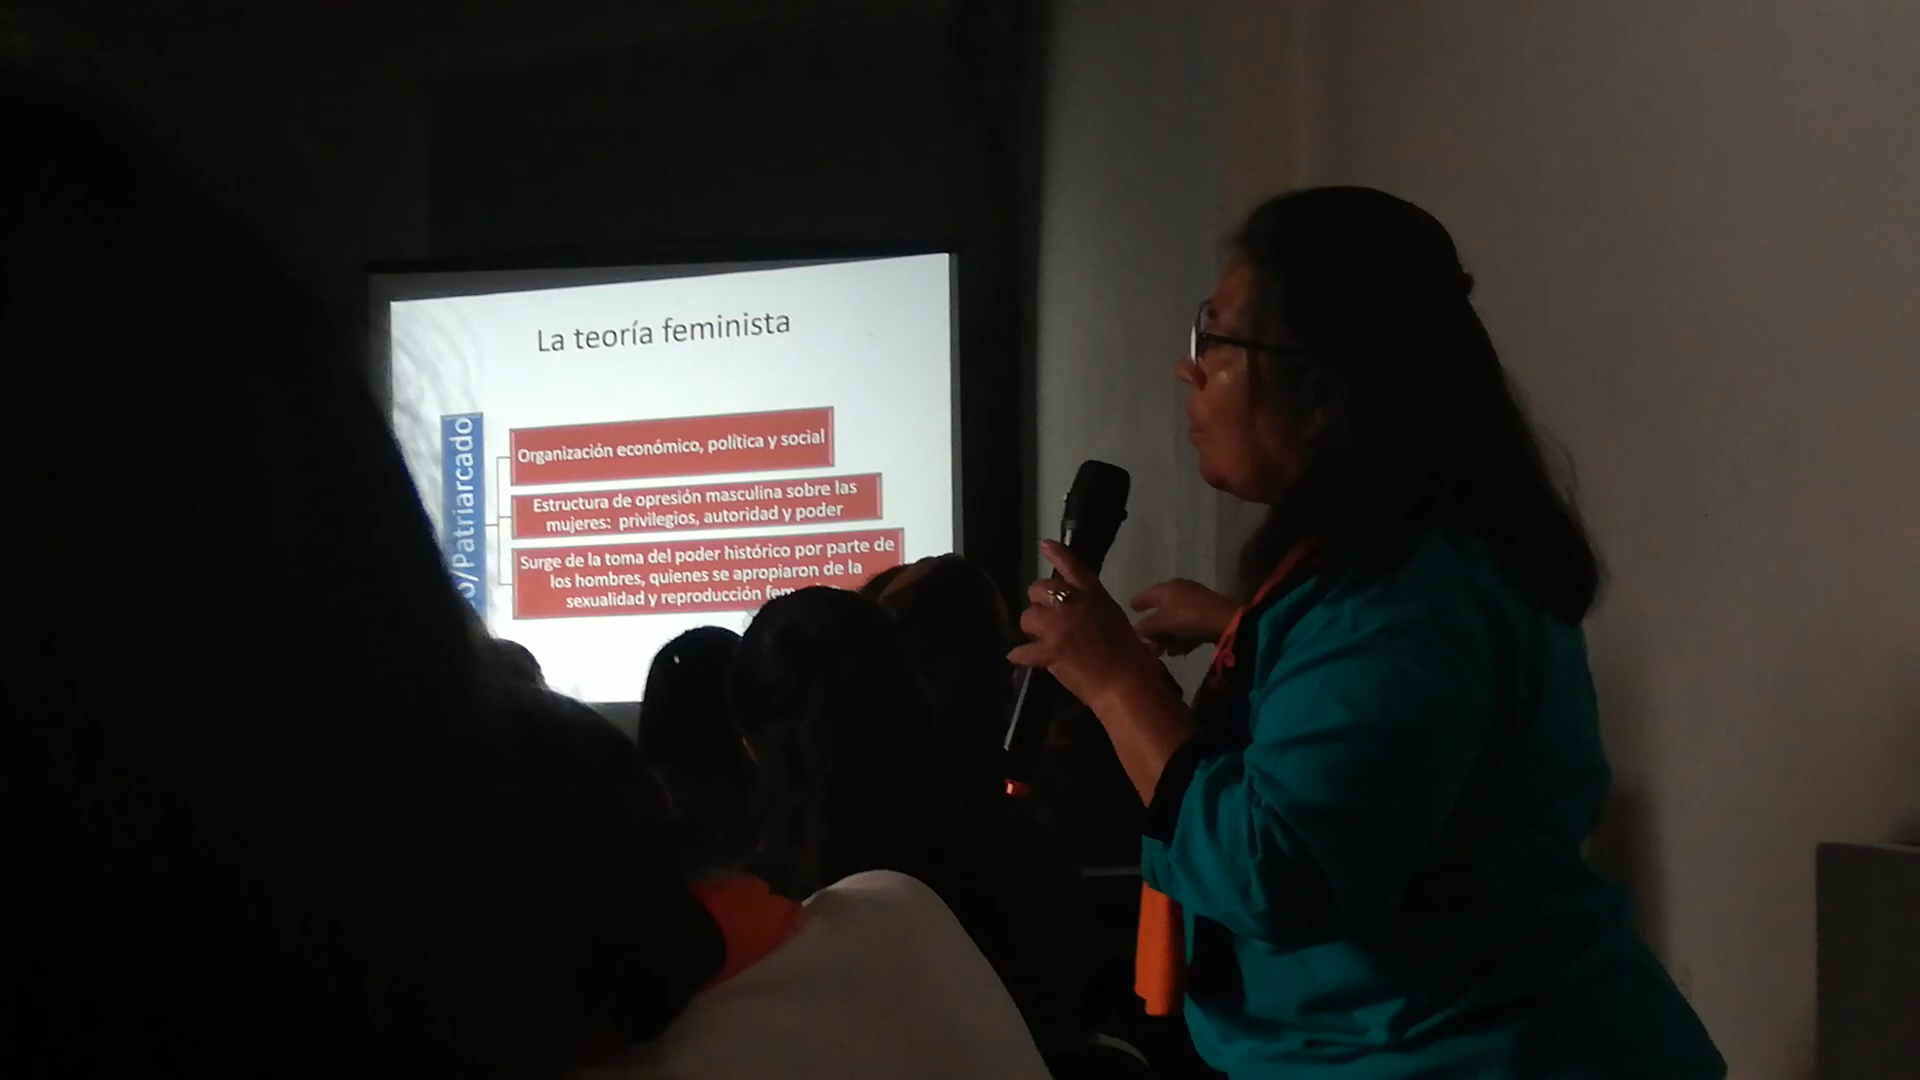 La teoría feminista
o/Patriarcado
Organización económico, política y social
Estructura de opresión masculina sobre las
mujeres: privilegios, autoridad y poder
Surge de la toma del poder histórico por parte de
los hombres, quienes se apropiaron de la
sexualidad y reproducción